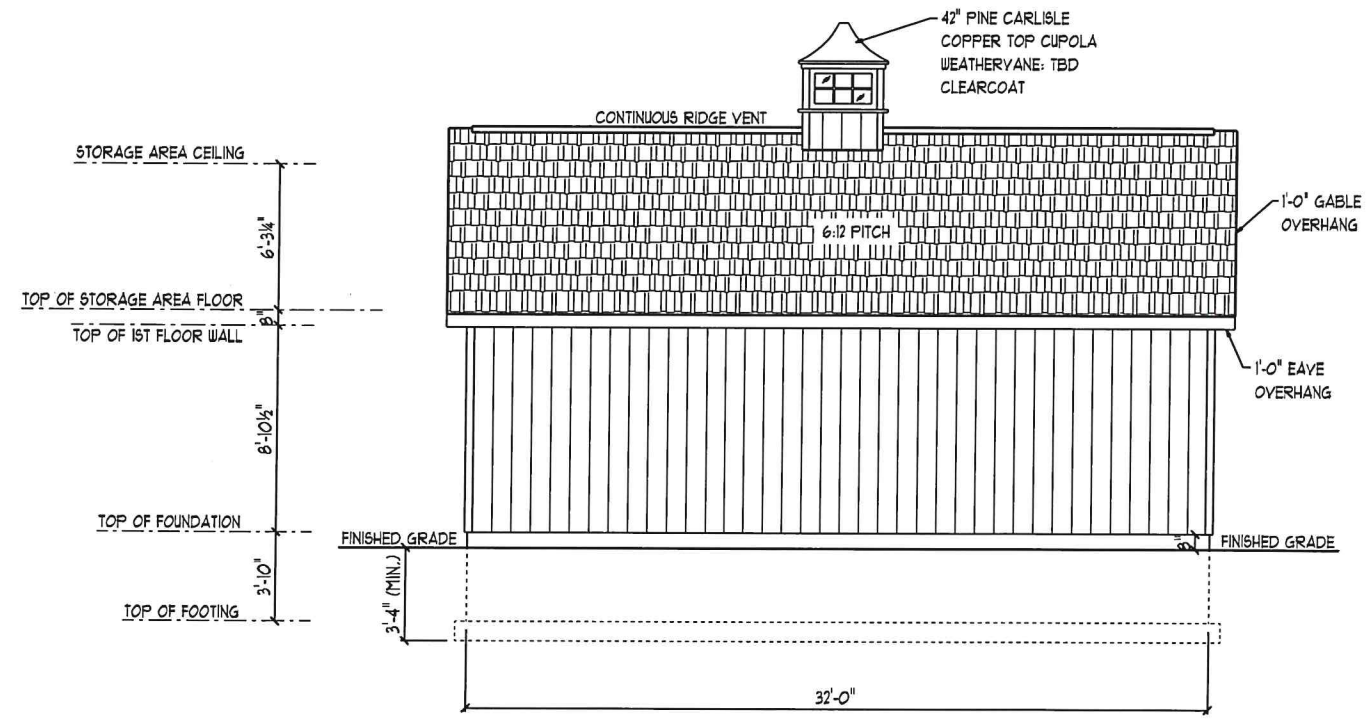 42" PINE CARLISLE
COPPER TOP CUPOLA
WEATHERVANE: TBD
CLEARCOAT
CONTINUOUS RIDGE VENT
STORAGE AREA CEILING
1'-0" GABLE
OVERHANG
6:12 PITCH
6'-3¼"
TOP OF STORAGE AREA FLOOR
8"
TOP OF 1ST FLOOR WALL
1'-0" EAVE
OVERHANG
8'-10½"
TOP OF FOUNDATION
FINISHED GRADE
8"
FINISHED GRADE
3'-10"
3'-4" (MIN.)
TOP OF FOOTING
32'-0"